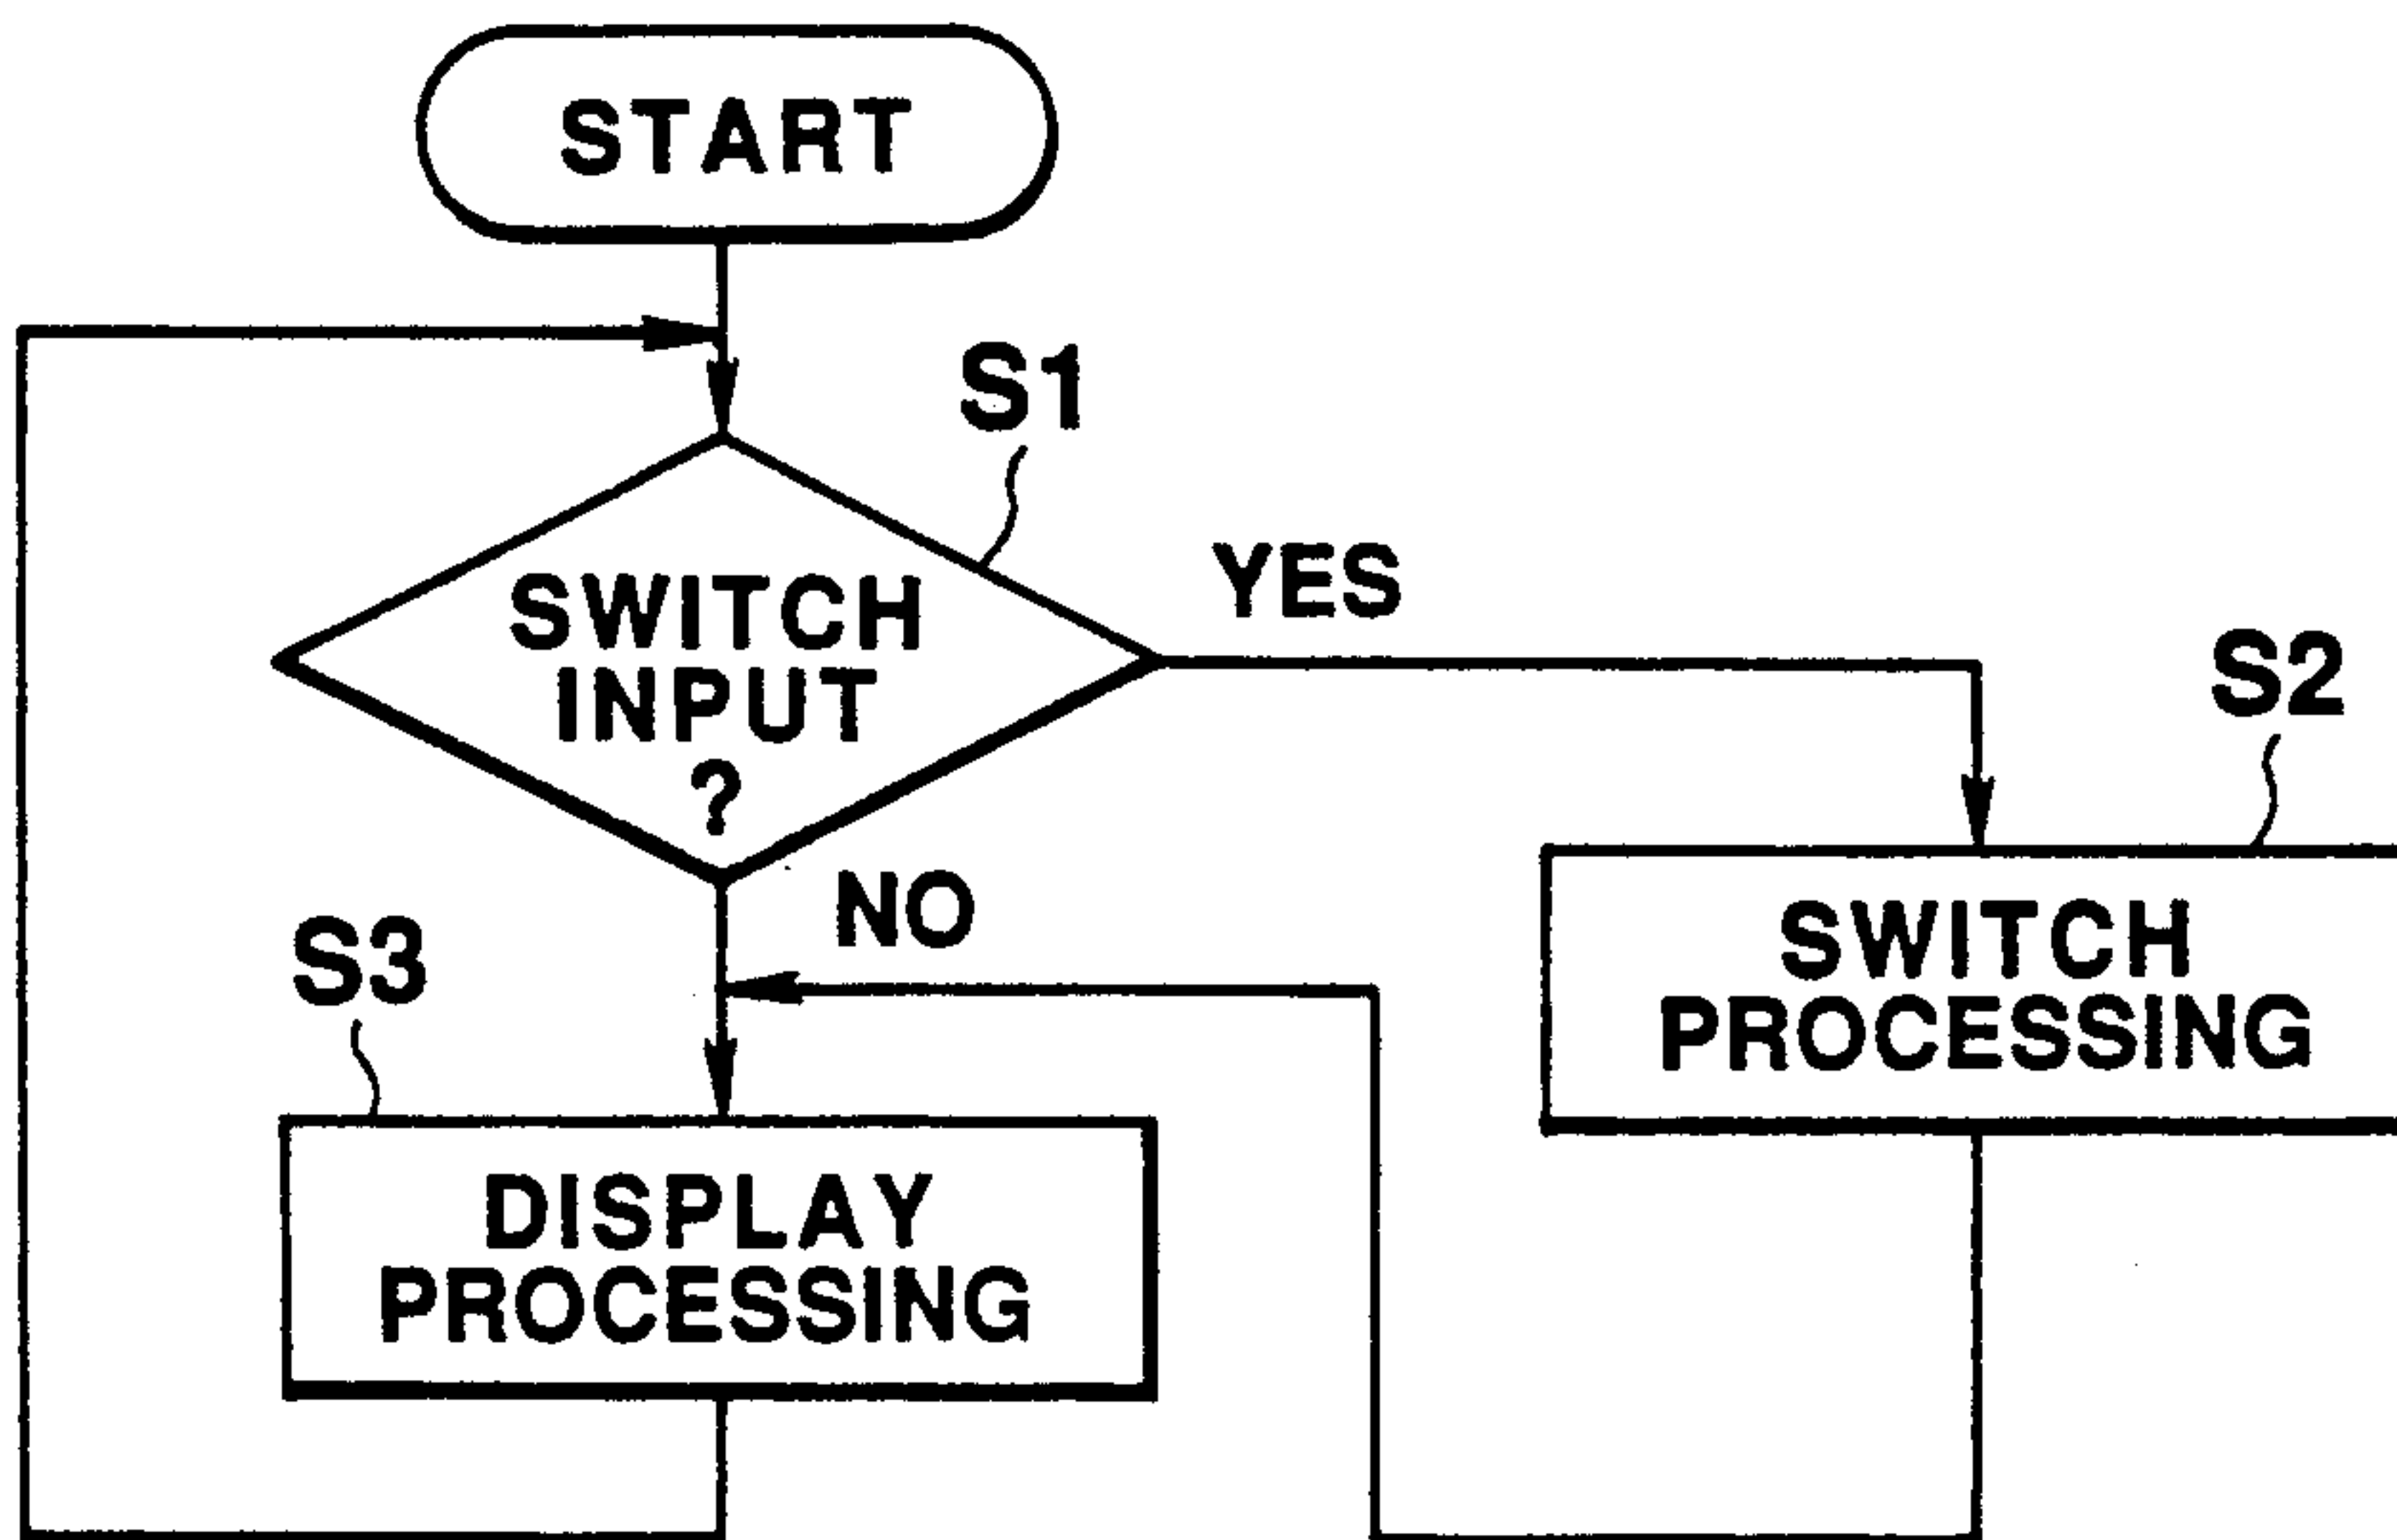 START
S1
SWITCH
INPUT
?
YES
S2
SWITCH
PROCESSING
NO
S3
DISPLAY
PROCESSING